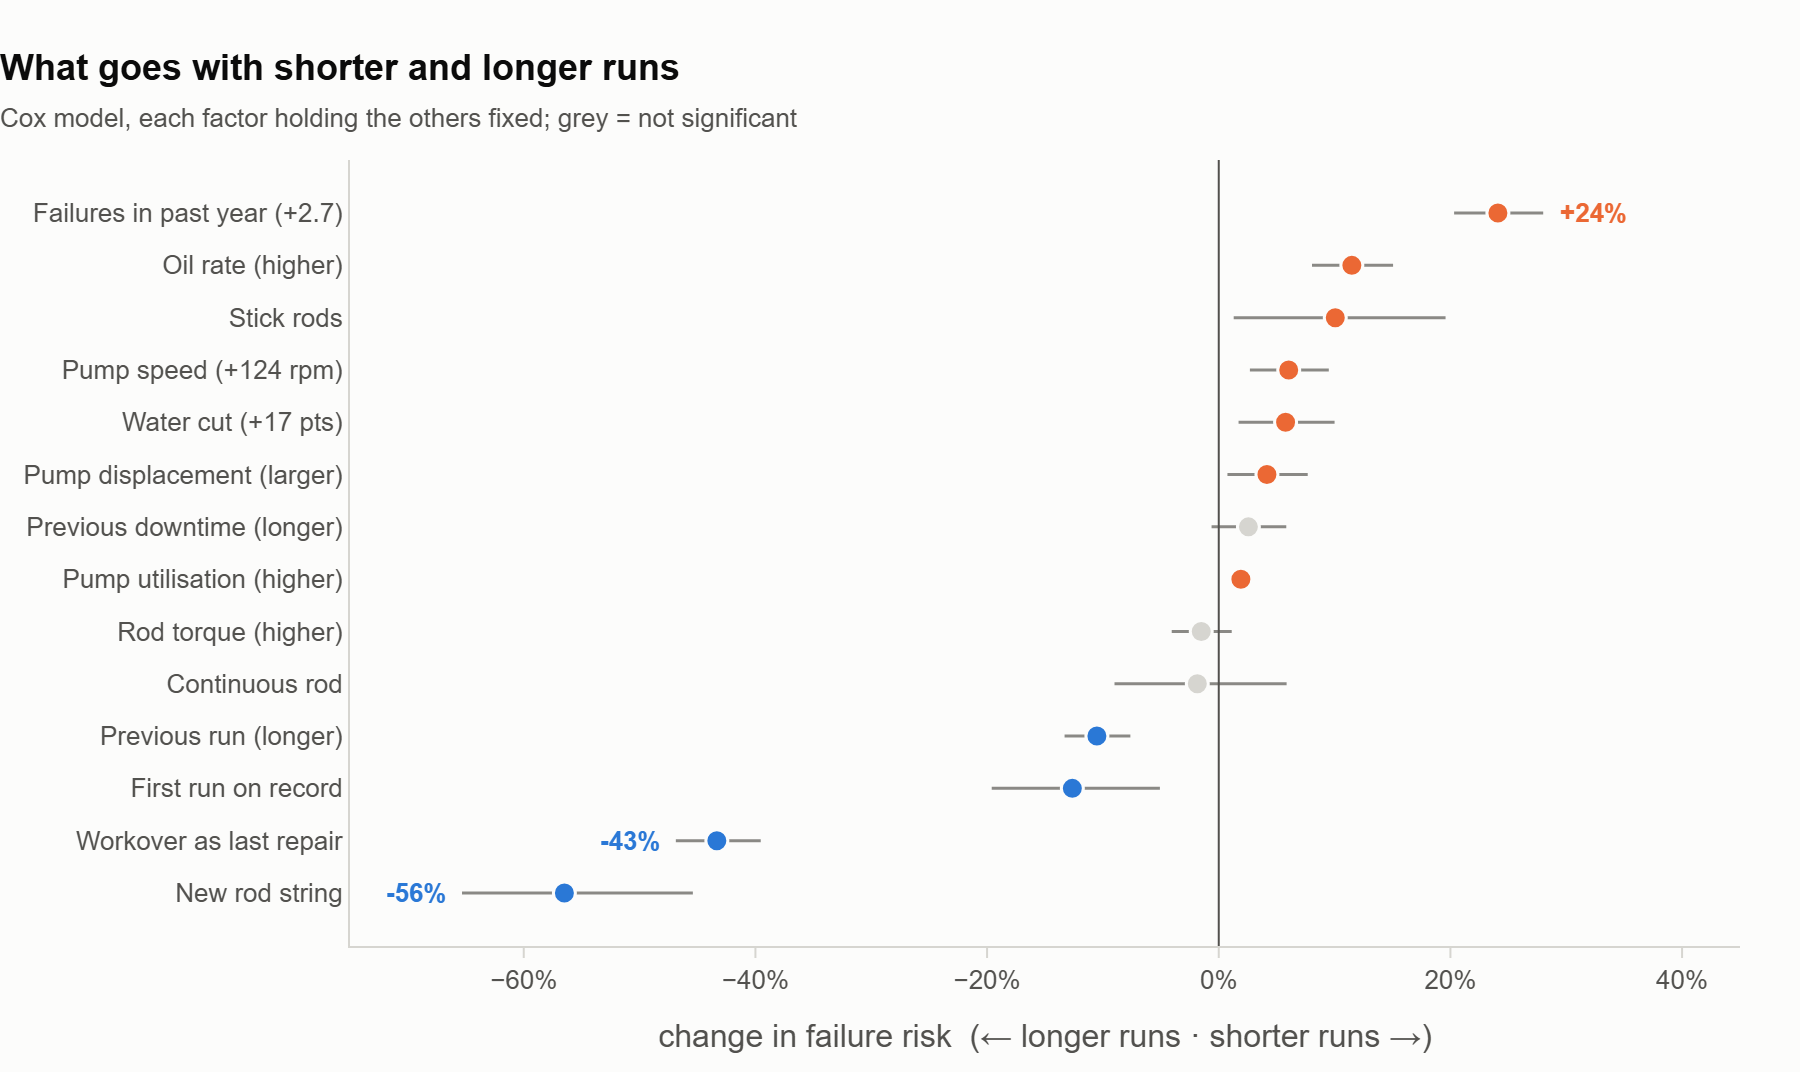 What goes with shorter and longer runs
Cox model, each factor holding the others fixed; grey = not significant
Failures in past year (+2.7)
+24%
Oil rate (higher)
Stick rods
Pump speed (+124 rpm)
Water cut (+17 pts)
Pump displacement (larger)
Previous downtime (longer)
Pump utilisation (higher)
Rod torque (higher)
Continuous rod
Previous run (longer)
First run on record
Workover as last repair
-43%
New rod string
-56%
−60% −40% −20% 0% 20% 40%
change in failure risk (← longer runs · shorter runs →)